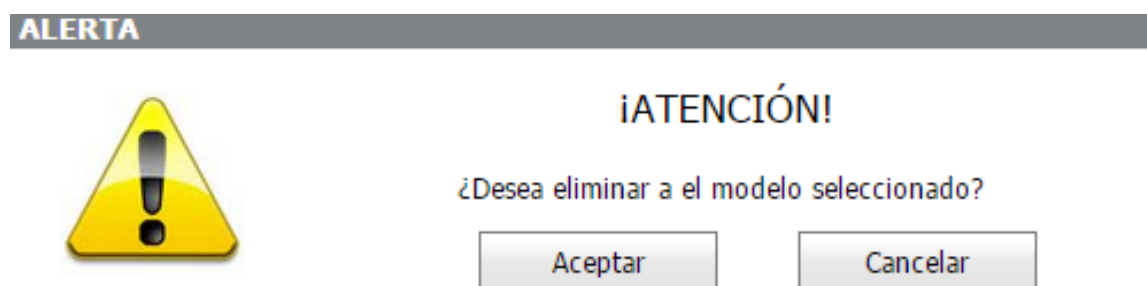 ALERTA
¡ATENCIÓN!
¿Desea eliminar a el modelo seleccionado?
Aceptar Cancelar